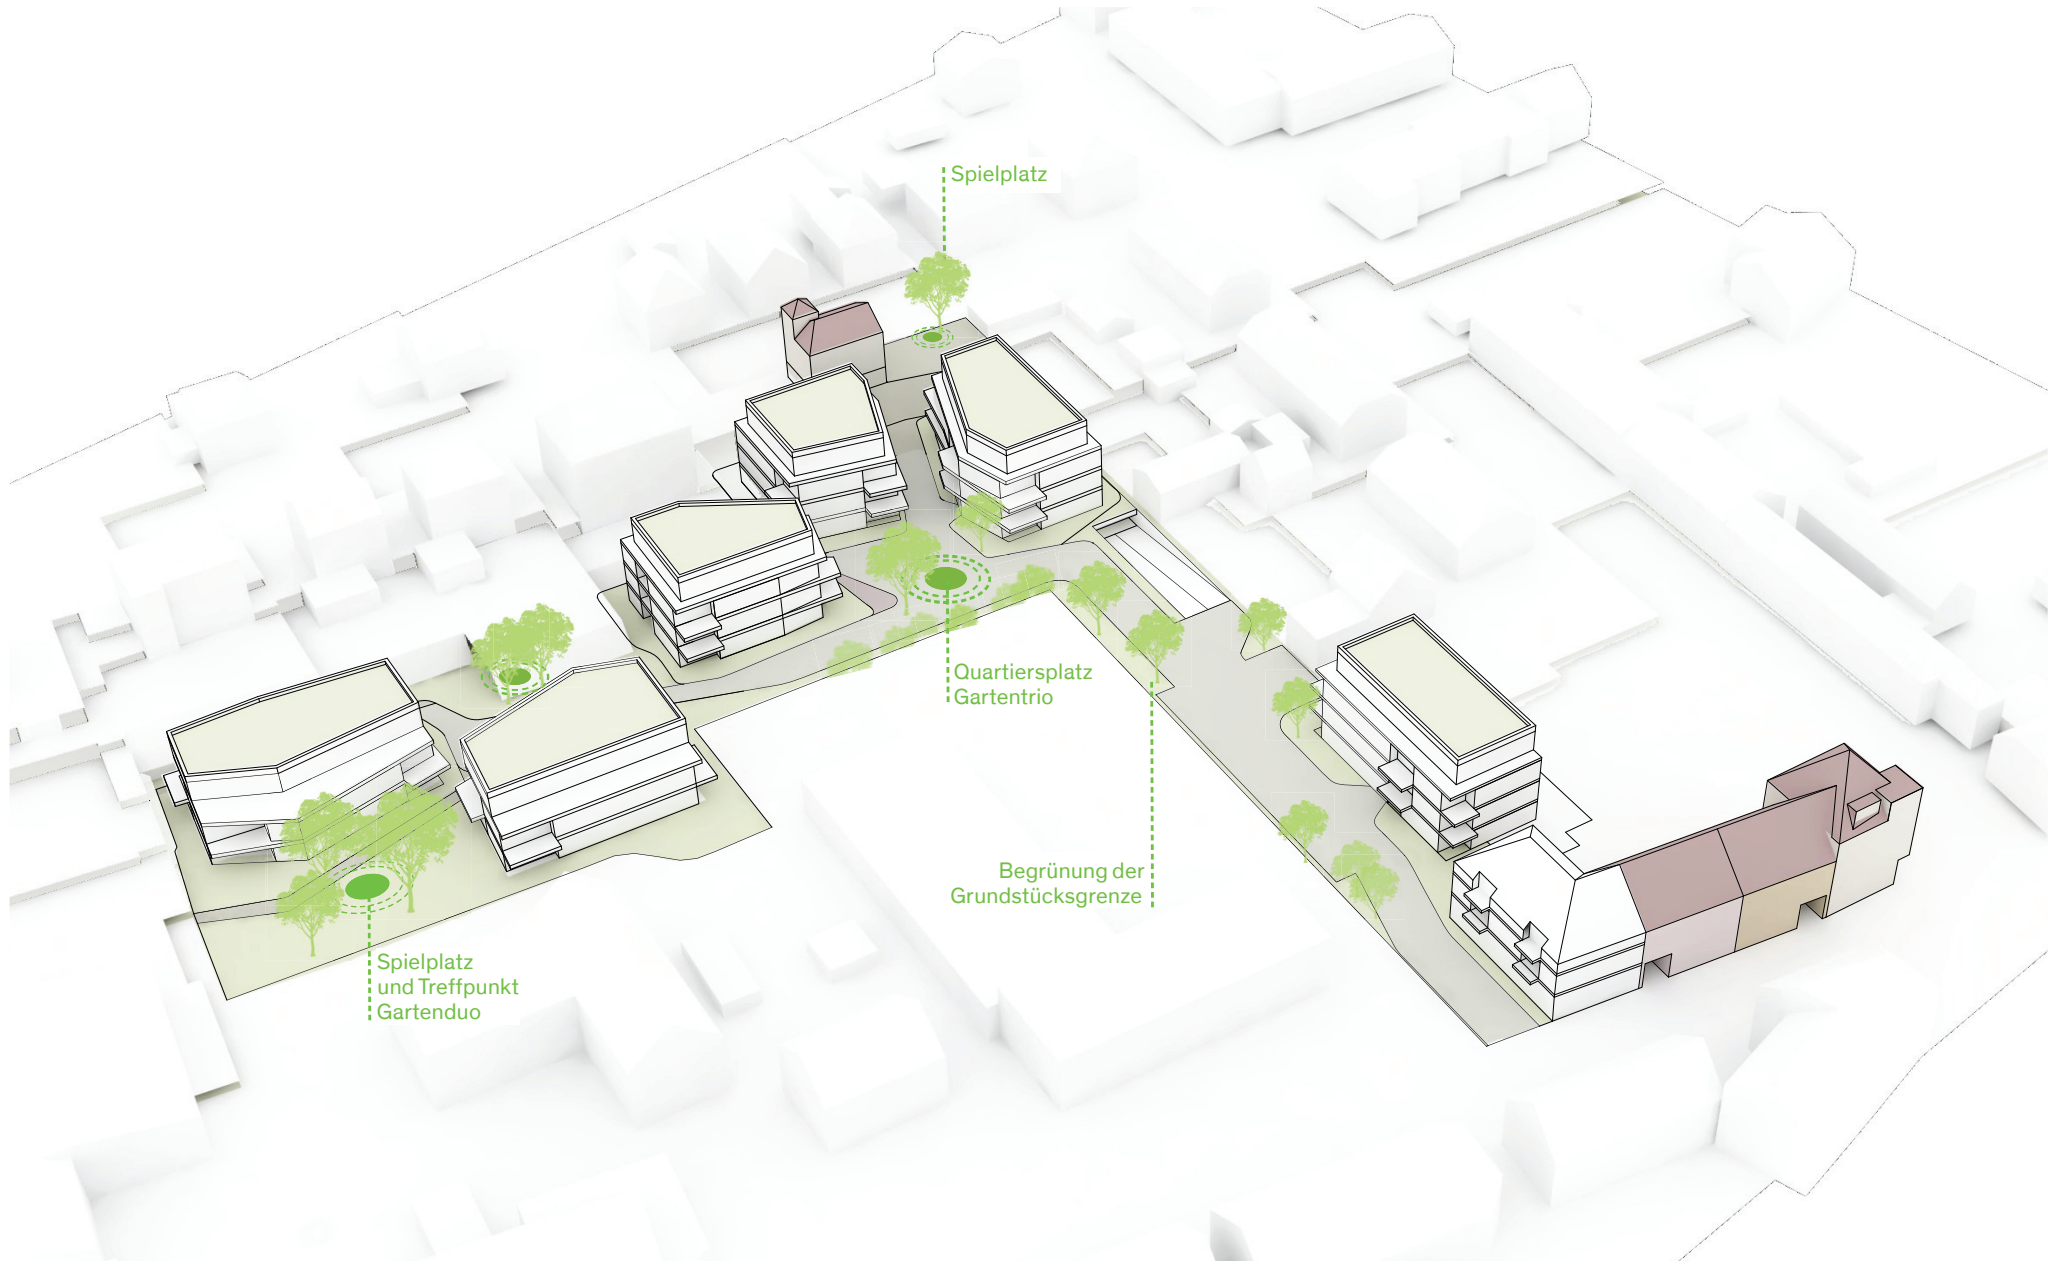 Spielplatz
Quartiersplatz
Gartentrio
Begrünung der
Grundstücksgrenze
Spielplatz
und Treffpunkt
Gartenduo